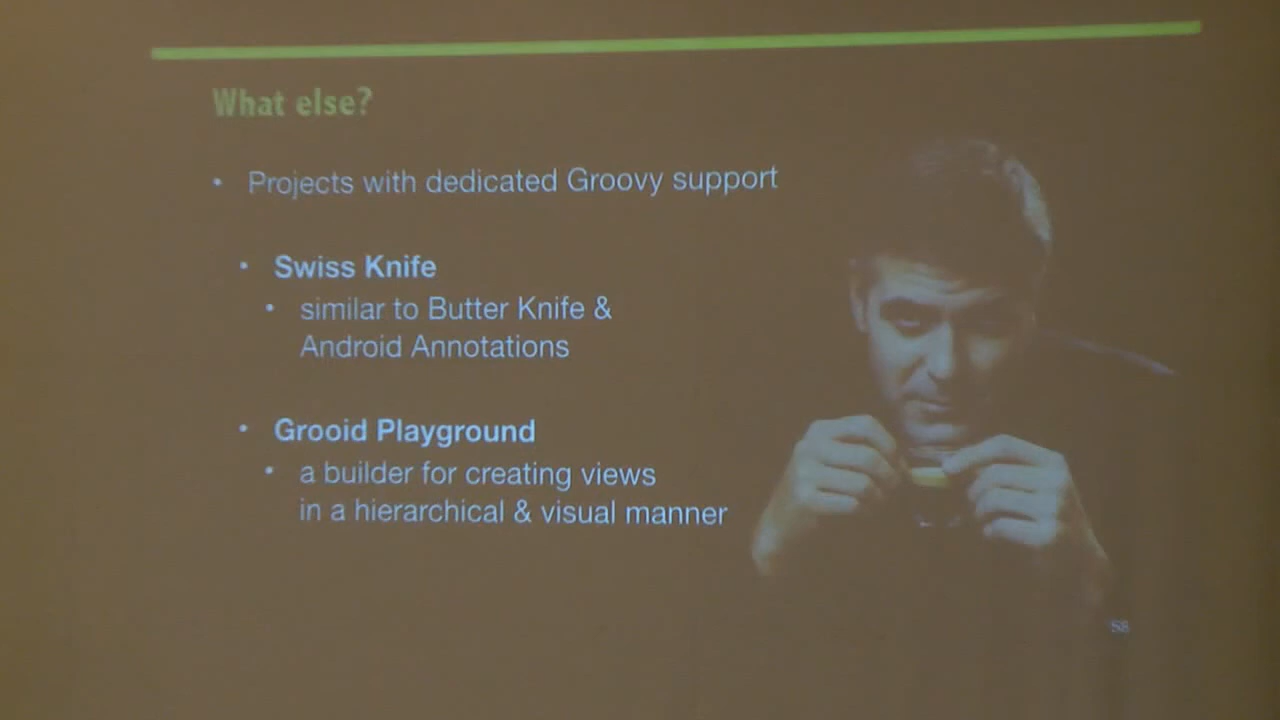 What else?
• Projects with dedicated Groovy support
• Swiss Knife
• similar to Butter Knife &
Android Annotations
• Grooid Playground
• a builder for creating views
in a hierarchical & visual manner
58